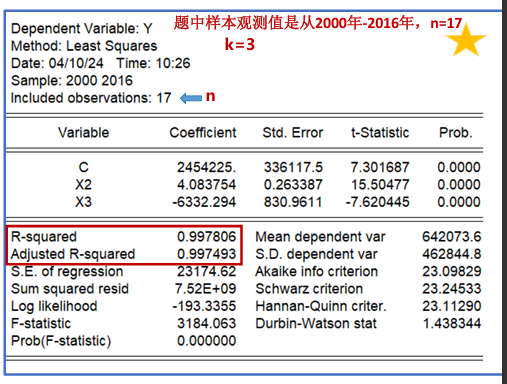 Dependent Variable: Y
题中样本观测值是从2000年-2016年，n=17
Method: Least Squares
k=3
Date: 04/10/24 Time: 10:26
Sample: 2000 2016
Included observations: 17
n
Variable Coefficient Std. Error t-Statistic Prob.
C 2454225. 336117.5 7.301687 0.0000
X2 4.083754 0.263387 15.50477 0.0000
X3 -6332.294 830.9611 -7.620445 0.0000
R-squared 0.997806 Mean dependent var 642073.6
Adjusted R-squared 0.997493 S.D. dependent var 462844.8
S.E. of regression 23174.62 Akaike info criterion 23.09829
Sum squared resid 7.52E+09 Schwarz criterion 23.24533
Log likelihood -193.3355 Hannan-Quinn criter. 23.11290
F-statistic 3184.063 Durbin-Watson stat 1.438344
Prob(F-statistic) 0.000000